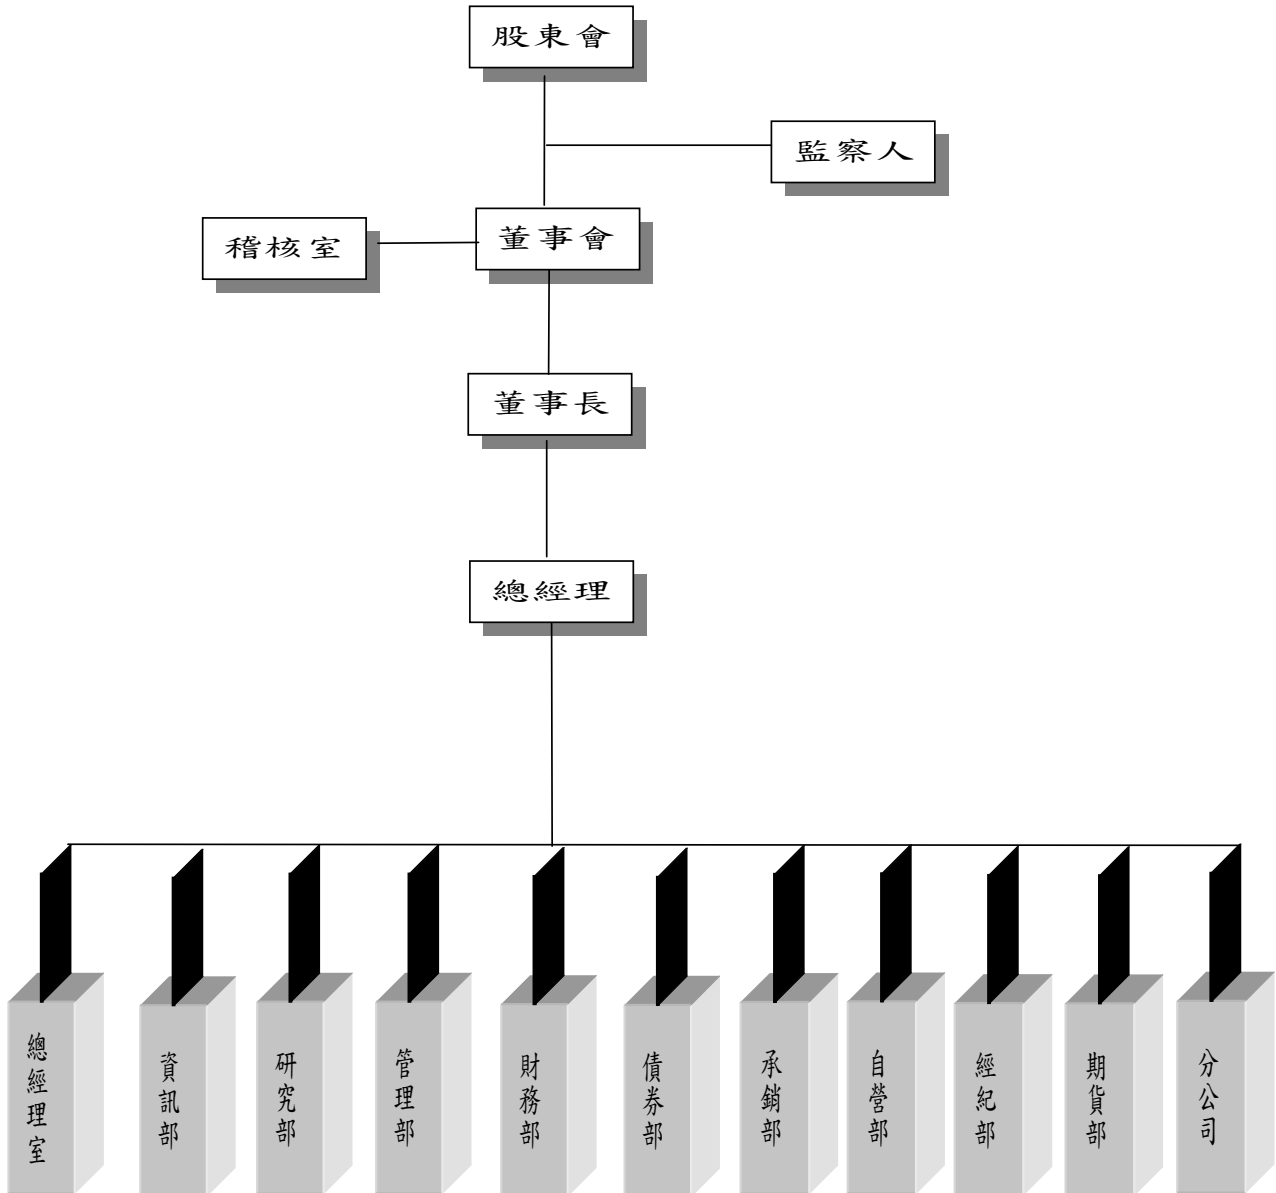 股東會
監察人
董事會
稽核室
董事長
總經理
總經理室
資訊部
研究部
管理部
財務部
債券部
承銷部
自營部
經紀部
期貨部
分公司